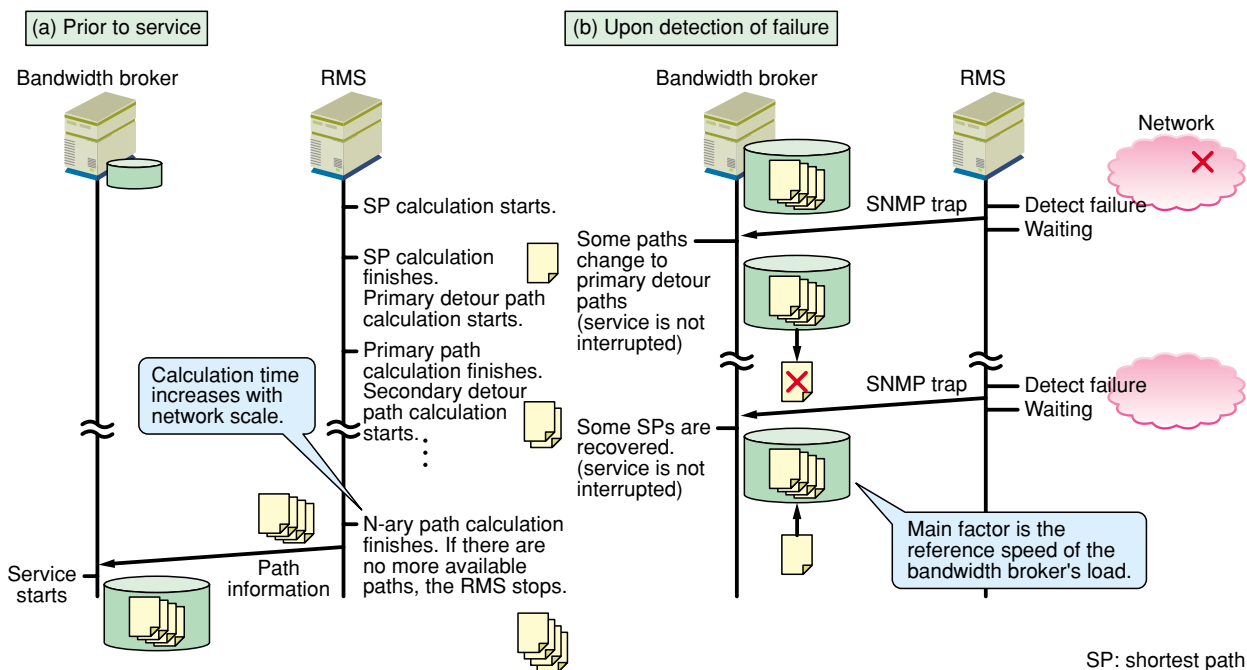 (a) Prior to service
Bandwidth broker
RMS
SP calculation starts.
SP calculation
finishes.
Primary detour path
calculation starts.
Primary path
calculation finishes.
Secondary detour
path calculation
starts.
Calculation time
increases with
network scale.
N-ary path calculation
finishes. If there are
no more available
paths, the RMS stops.
Path
information
Service
starts
(b) Upon detection of failure
Bandwidth broker
RMS
Network
SNMP trap
Detect failure
Waiting
Some paths
change to
primary detour
paths
(service is not
interrupted)
SNMP trap
Detect failure
Waiting
Some SPs are
recovered.
(service is not
interrupted)
Main factor is the
reference speed of the
bandwidth broker's load.
SP: shortest path